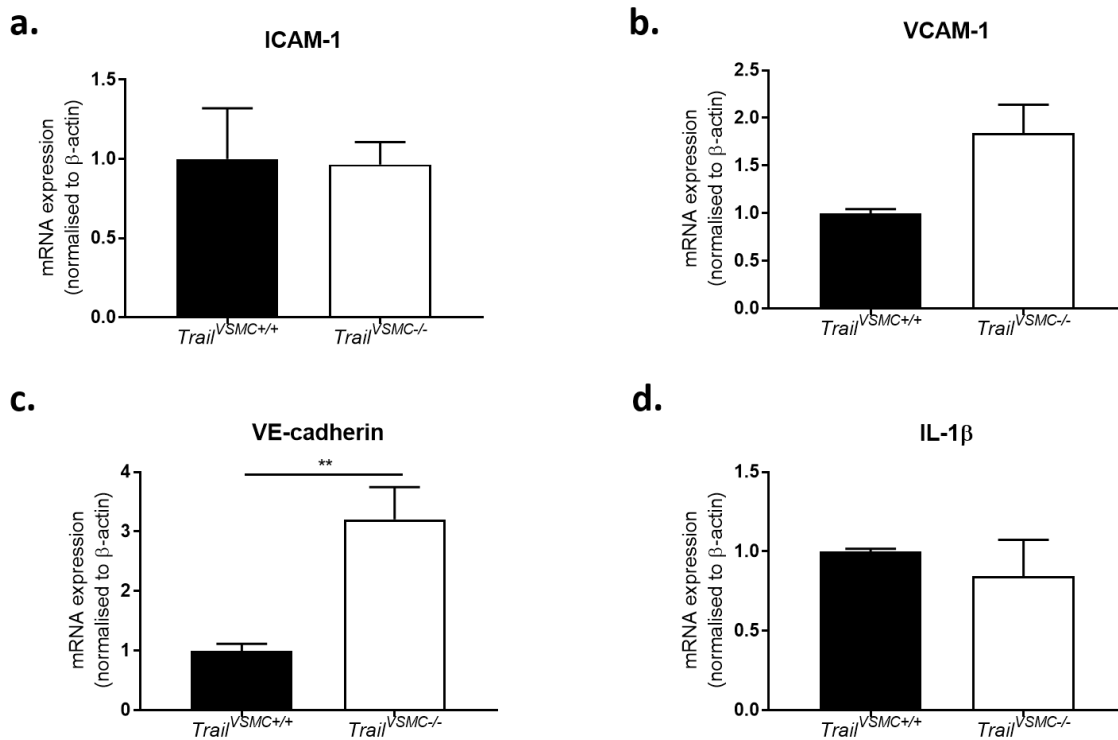 a.
ICAM-1
mRNA expression
(normalised to β-actin)
1.5
1.0
0.5
0.0
Trail^VSMC+/+ Trail^VSMC-/-
b.
VCAM-1
mRNA expression
(normalised to β-actin)
2.5
2.0
1.5
1.0
0.5
0.0
Trail^VSMC+/+ Trail^VSMC-/-
c.
VE-cadherin
**
mRNA expression
(normalised to β-actin)
4
3
2
1
0
Trail^VSMC+/+ Trail^VSMC-/-
d.
IL-1β
mRNA expression
(normalised to β-actin)
1.5
1.0
0.5
0.0
Trail^VSMC+/+ Trail^VSMC-/-